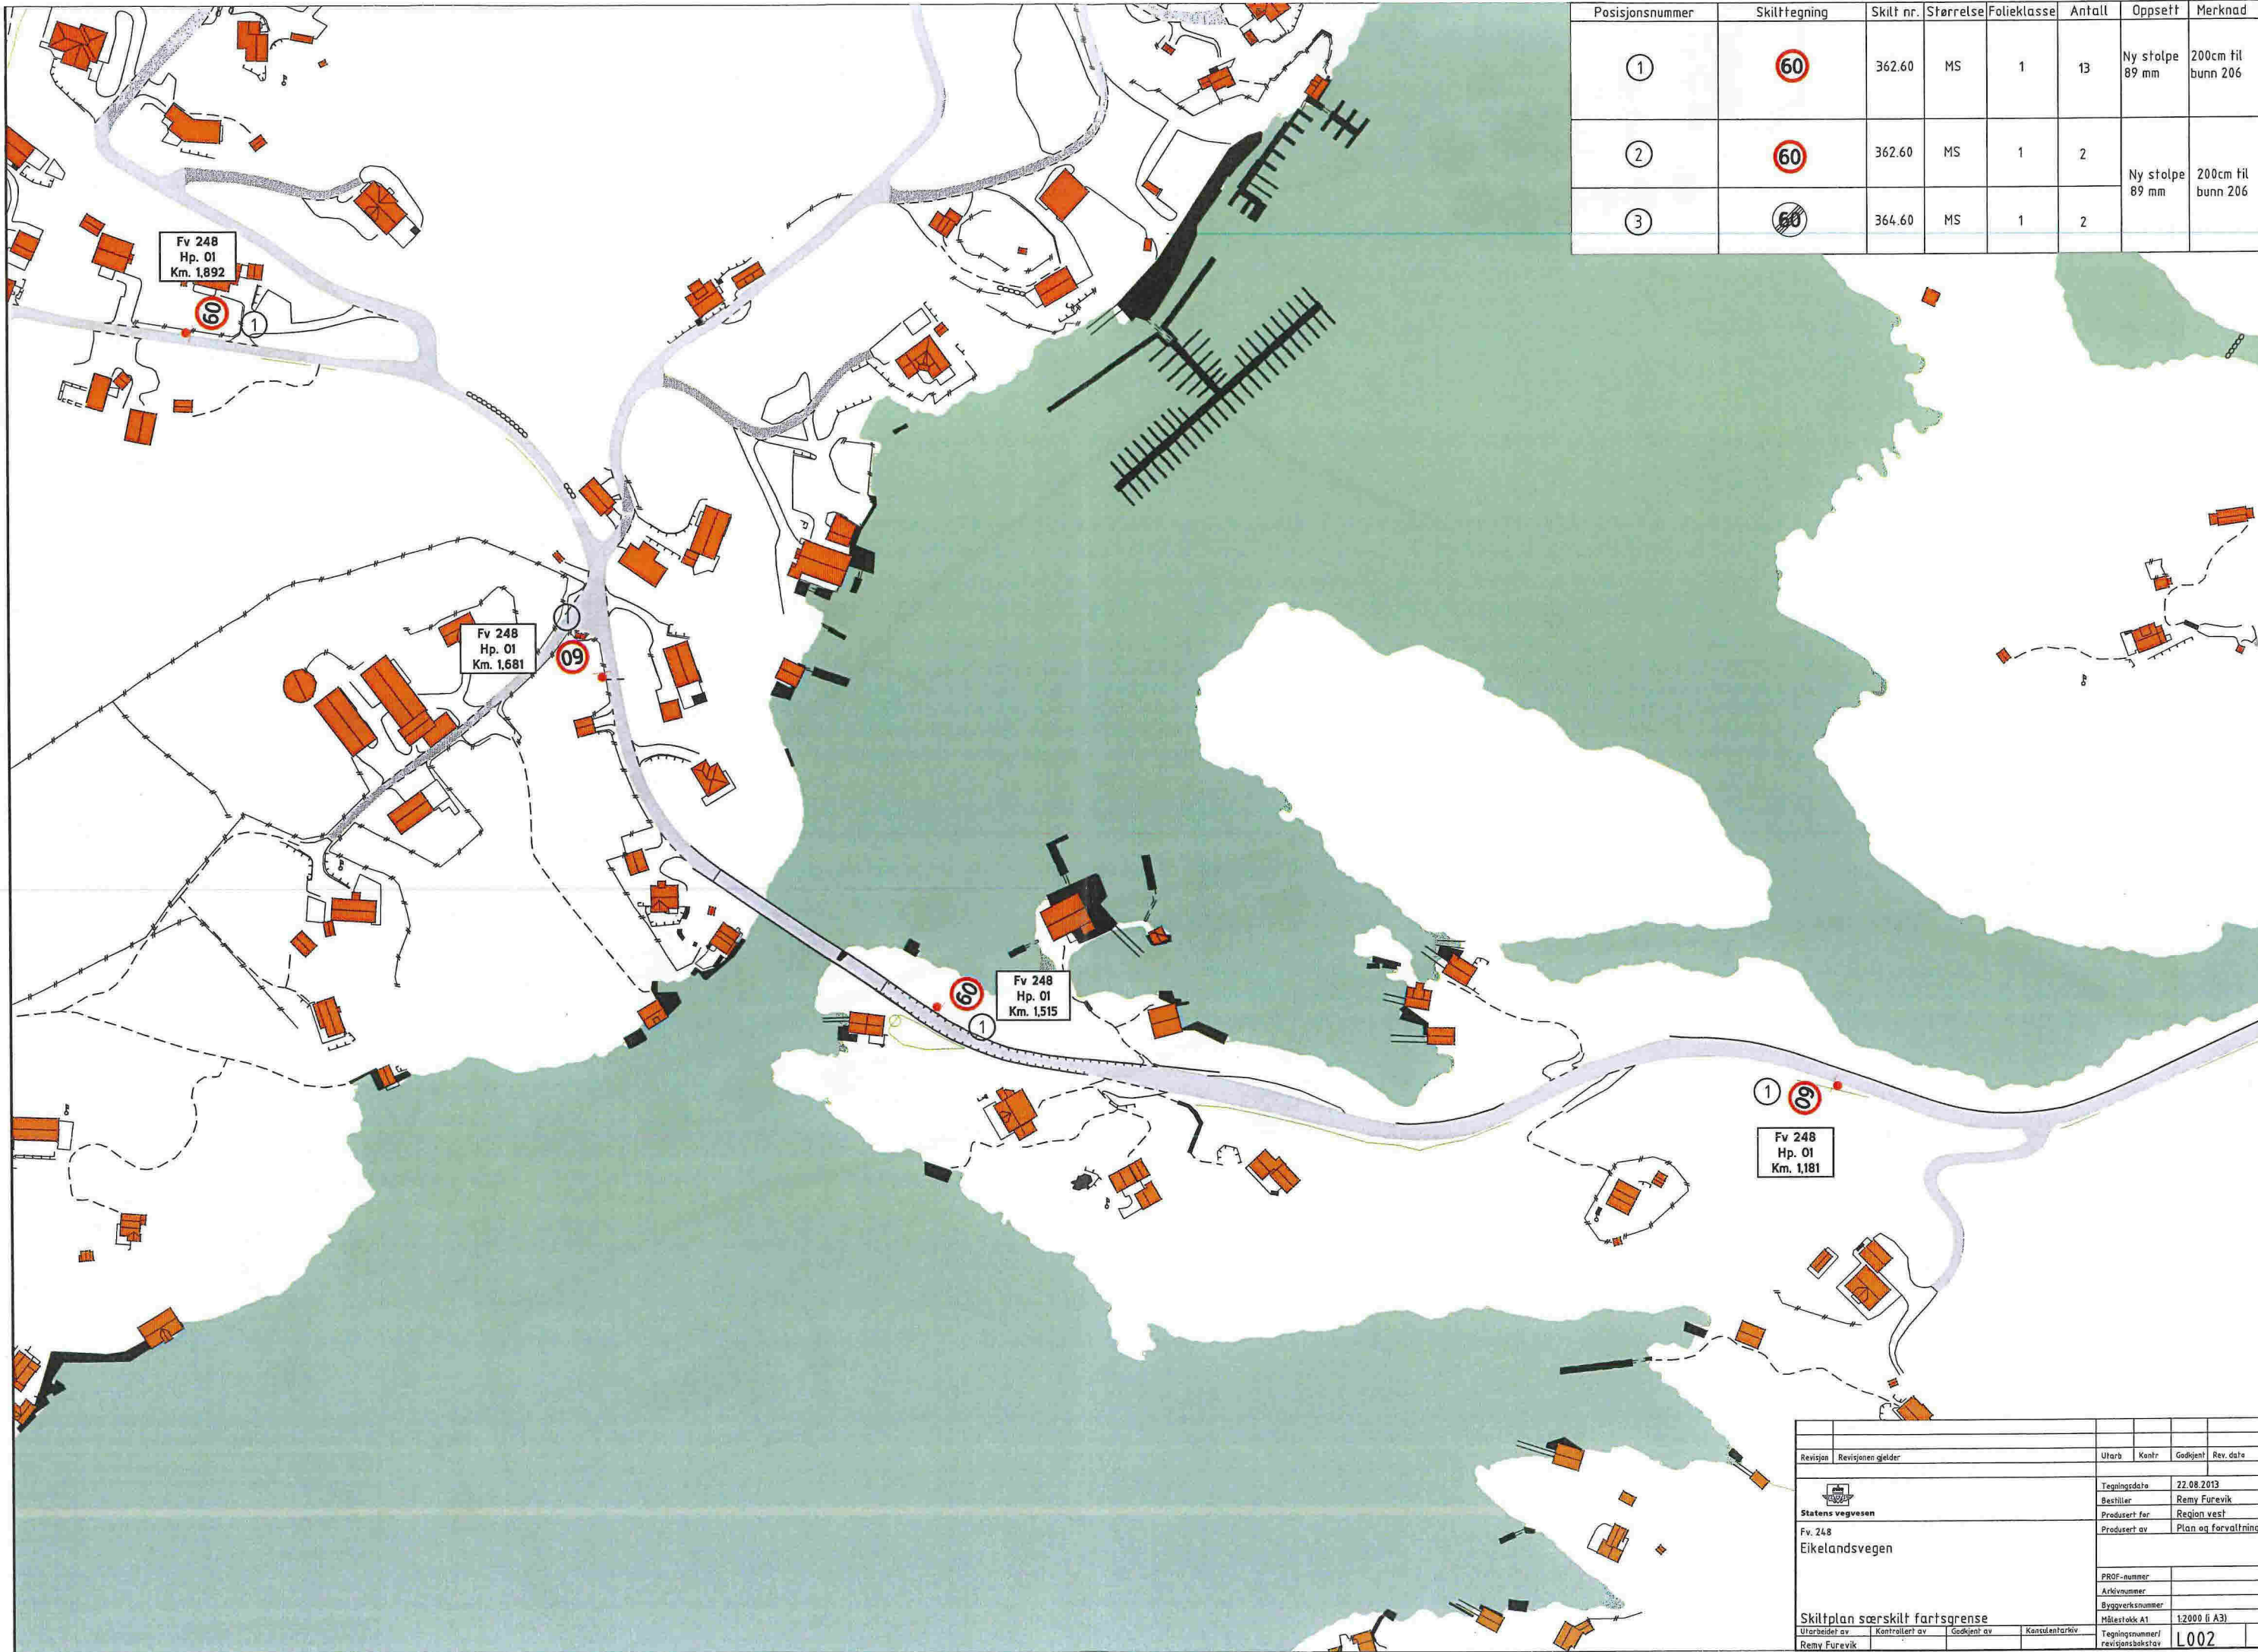 Posisjonsnummer Skilttegning Skilt nr. Størrelse Folieklasse Antall Oppsett Merknad
1 60 362.60 MS 1 13 Ny stolpe 89 mm 200cm til bunn 206
2 60 362.60 MS 1 2 Ny stolpe 89 mm 200cm til bunn 206
3 60 364.60 MS 1 2
Fv 248
Hp. 01
Km. 1,892
60
1
1
Fv 248
Hp. 01
Km. 1,681
60
60
Fv 248
Hp. 01
Km. 1,515
1
1
60
Fv 248
Hp. 01
Km. 1,181
Revisjon Revisjonen gjelder Utarb Kontr Godkjent Rev. dato
Statens vegvesen
Tegningsdato 22.08.2013
Bestiller Remy Furevik
Produsert for Region vest
Produsert av Plan og forvaltning
Fv. 248
Eikelandsvegen
PROF-nummer
Arkivnummer
Byggverksnummer
Målestokk A1 1:2000 (i A3)
Skiltplan særskilt fartsgrense
Utarbeidet av Kontrollert av Godkjent av Konsulentarkiv
Remy Furevik
Tegningsnummer/
revisjonsbokstav L002